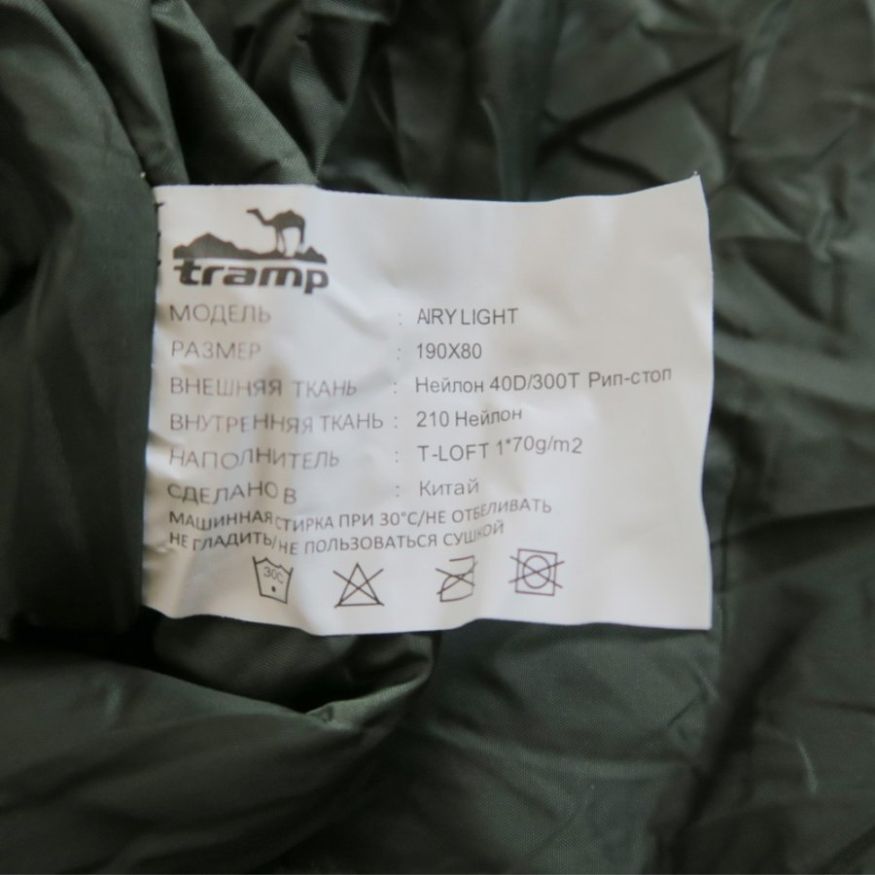 tramp
МОДЕЛЬ : AIRY LIGHT
РАЗМЕР : 190X80
ВНЕШНЯЯ ТКАНЬ : Нейлон 40D/300T Рип-стоп
ВНУТРЕННЯЯ ТКАНЬ : 210 Нейлон
НАПОЛНИТЕЛЬ : T-LOFT 1*70g/m2
СДЕЛАНО В : Китай
МАШИННАЯ СТИРКА ПРИ 30°С/НЕ ОТБЕЛИВАТЬ
НЕ ГЛАДИТЬ/НЕ ПОЛЬЗОВАТЬСЯ СУШКОЙ
30C